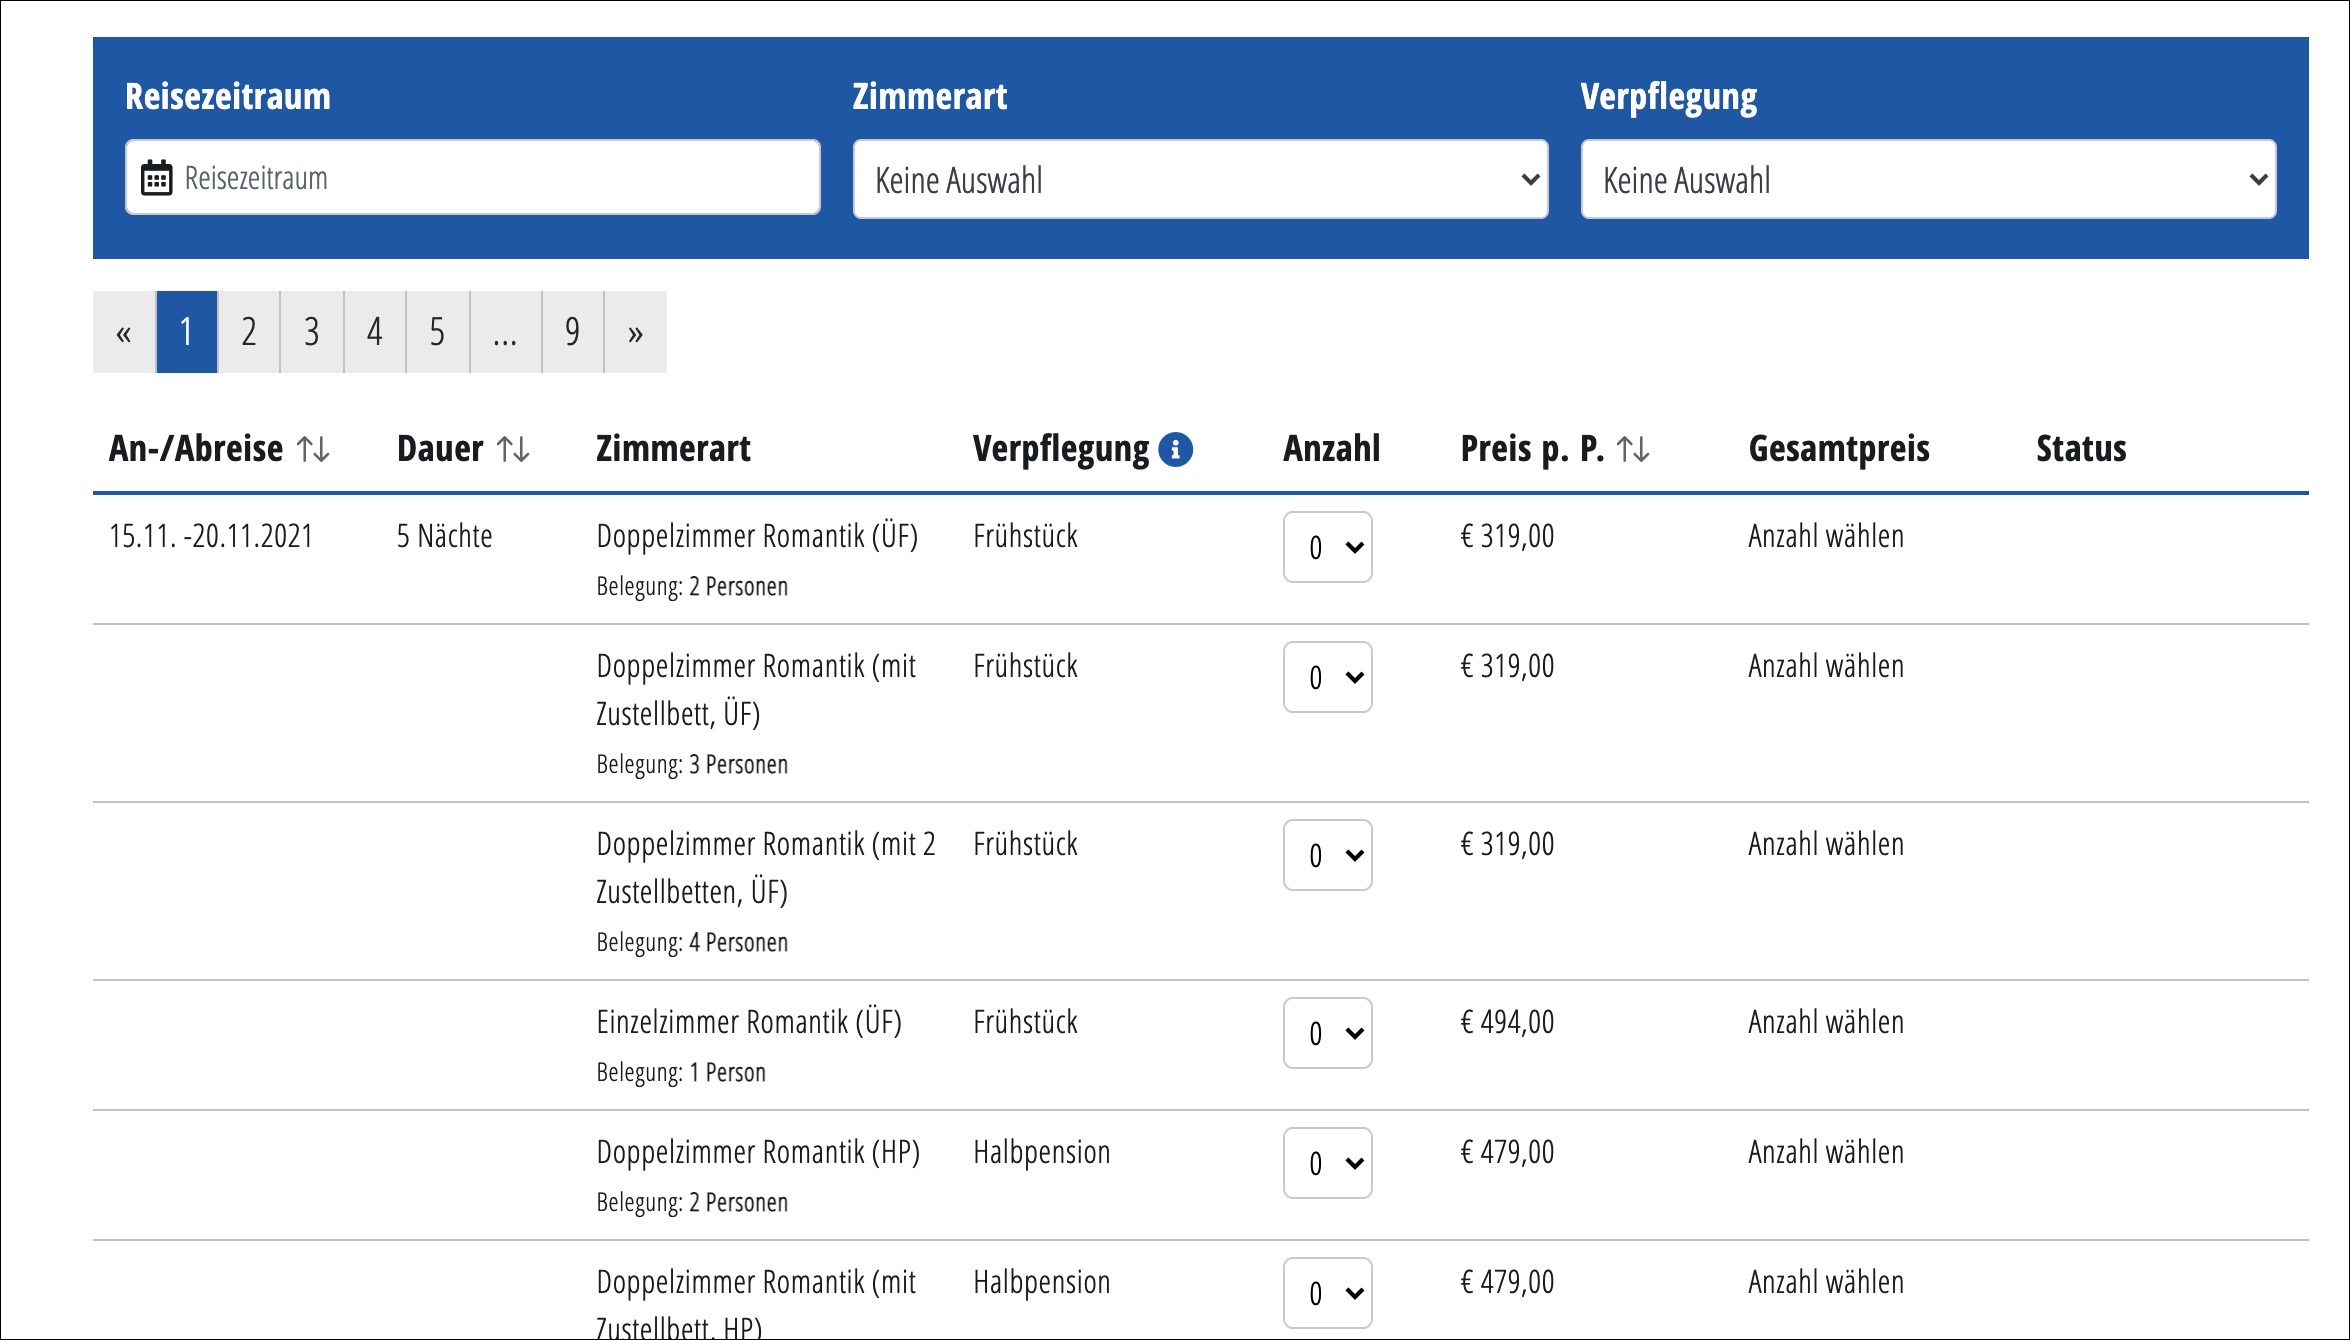 Reisezeitraum Zimmerart Verpflegung
Reisezeitraum Keine Auswahl Keine Auswahl
« 1 2 3 4 5 ... 9 »
An-/Abreise ↑↓ Dauer ↑↓ Zimmerart Verpflegung i Anzahl Preis p. P. ↑↓ Gesamtpreis Status
15.11. -20.11.2021 5 Nächte Doppelzimmer Romantik (ÜF) Frühstück 0 € 319,00 Anzahl wählen
Belegung: 2 Personen
Doppelzimmer Romantik (mit Frühstück 0 € 319,00 Anzahl wählen
Zustellbett, ÜF)
Belegung: 3 Personen
Doppelzimmer Romantik (mit 2 Frühstück 0 € 319,00 Anzahl wählen
Zustellbetten, ÜF)
Belegung: 4 Personen
Einzelzimmer Romantik (ÜF) Frühstück 0 € 494,00 Anzahl wählen
Belegung: 1 Person
Doppelzimmer Romantik (HP) Halbpension 0 € 479,00 Anzahl wählen
Belegung: 2 Personen
Doppelzimmer Romantik (mit Halbpension 0 € 479,00 Anzahl wählen
Zustellbett, HP)